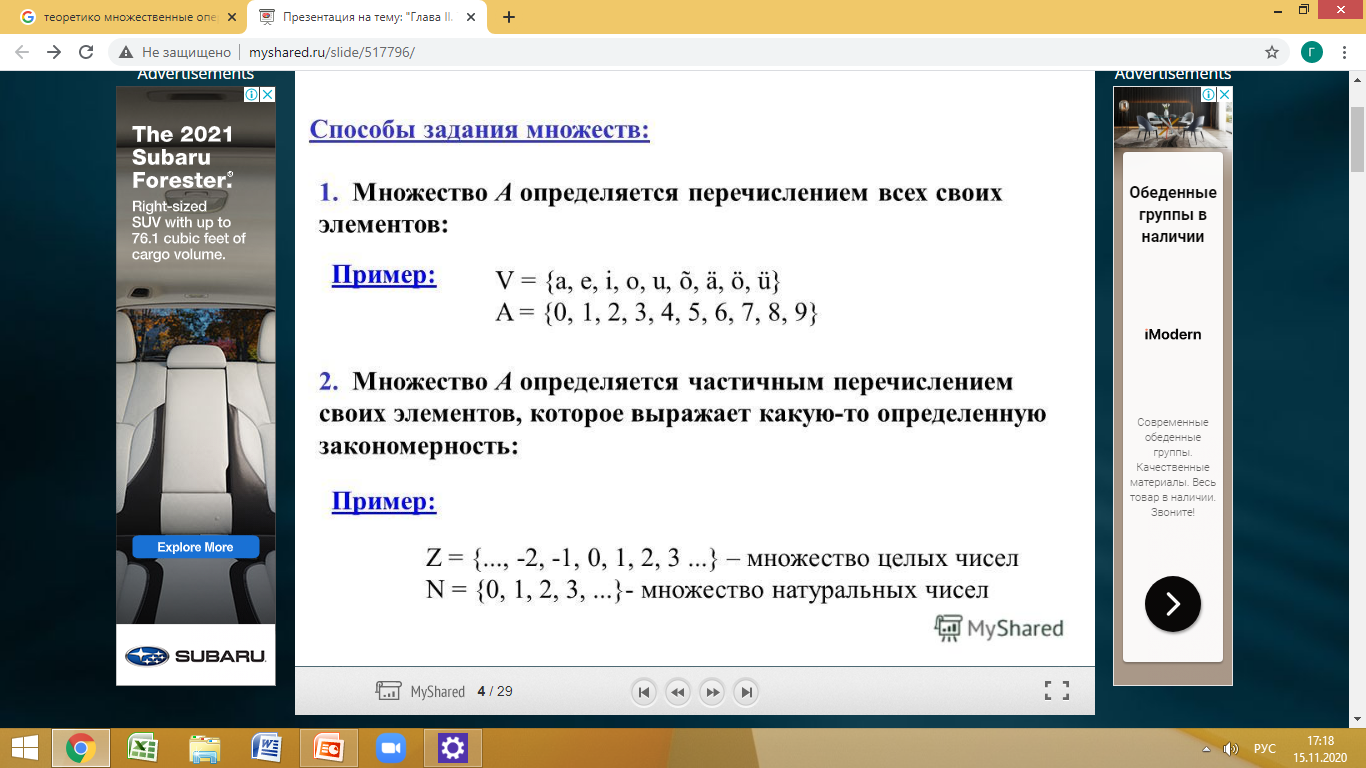 теоретико множественные опе
Презентация на тему: "Глава II.
Не защищено
myshared.ru/slide/517796/
Г
Advertisements
Advertisements
The 2021
Subaru
Forester.®
Right-sized
SUV with up to
76.1 cubic feet of
cargo volume.
Explore More
SUBARU
Способы задания множеств:
1. Множество A определяется перечислением всех своих
элементов:
Пример:
V = {a, e, i, o, u, õ, ä, ö, ü}
A = {0, 1, 2, 3, 4, 5, 6, 7, 8, 9}
2. Множество A определяется частичным перечислением
своих элементов, которое выражает какую-то определенную
закономерность:
Пример:
Z = {..., -2, -1, 0, 1, 2, 3 ...} – множество целых чисел
N = {0, 1, 2, 3, ...}- множество натуральных чисел
MyShared
MyShared
4 / 29
Обеденные
группы в
наличии
iModern
Современные
обеденные
группы.
Качественные
материалы. Весь
товар в наличии.
Звоните!
РУС
17:18
15.11.2020